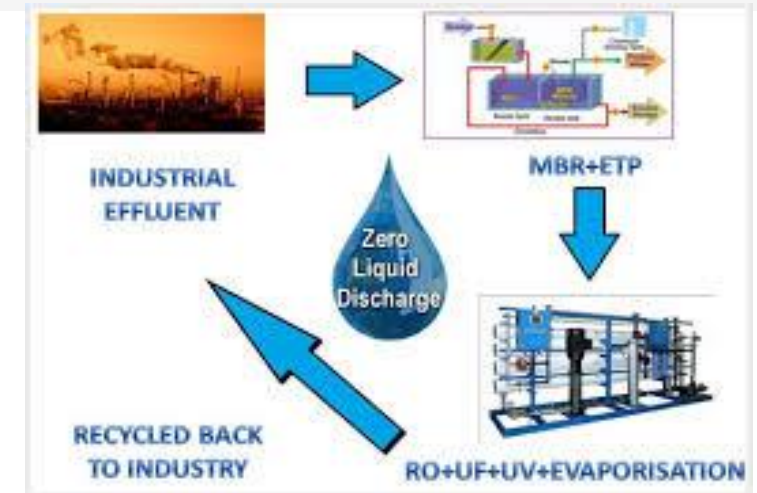 INDUSTRIAL
EFFLUENT
MBR+ETP
Zero
Liquid
Discharge
RECYCLED BACK
TO INDUSTRY
RO+UF+UV+EVAPORISATION